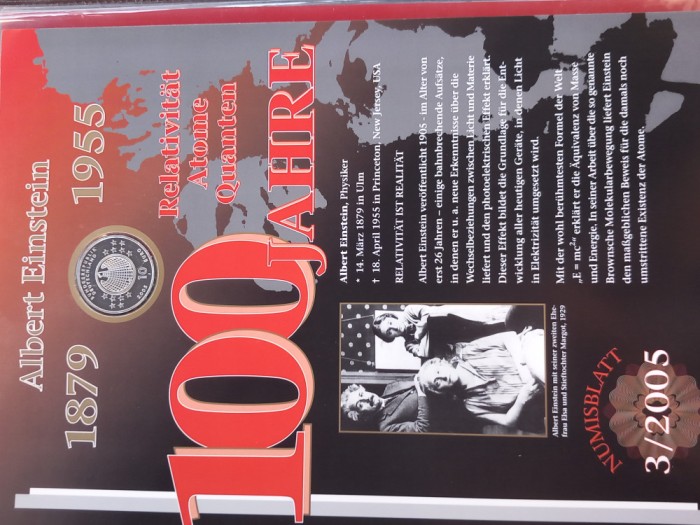 Albert Einstein
1879 1955
BUNDESREPUBLIK
DEUTSCHLAND
10
EURO
2005
Relativität
Atome
Quanten
100
JAHRE
Albert Einstein, Physiker
* 14. März 1879 in Ulm
† 18. April 1955 in Princeton, New Jersey, USA
RELATIVITÄT IST REALITÄT
Albert Einstein veröffentlicht 1905 - im Alter von
erst 26 Jahren – einige bahnbrechende Aufsätze,
in denen er u. a. neue Erkenntnisse über die
Wechselbeziehungen zwischen Licht und Materie
liefert und den photoelektrischen Effekt erklärt.
Dieser Effekt bildet die Grundlage für die Ent-
wicklung aller heutigen Geräte, in denen Licht
in Elektrizität umgesetzt wird.
Mit der wohl berühmtesten Formel der Welt
„E = mc²“ erklärt er die Äquivalenz von Masse
und Energie. In seiner Arbeit über die so genannte
Brownsche Molekularbewegung liefert Einstein
den maßgeblichen Beweis für die damals noch
umstrittene Existenz der Atome.
Albert Einstein mit seiner zweiten Ehe-
frau Elsa und Stieftochter Margot, 1929
NUMISBLATT
3/2005